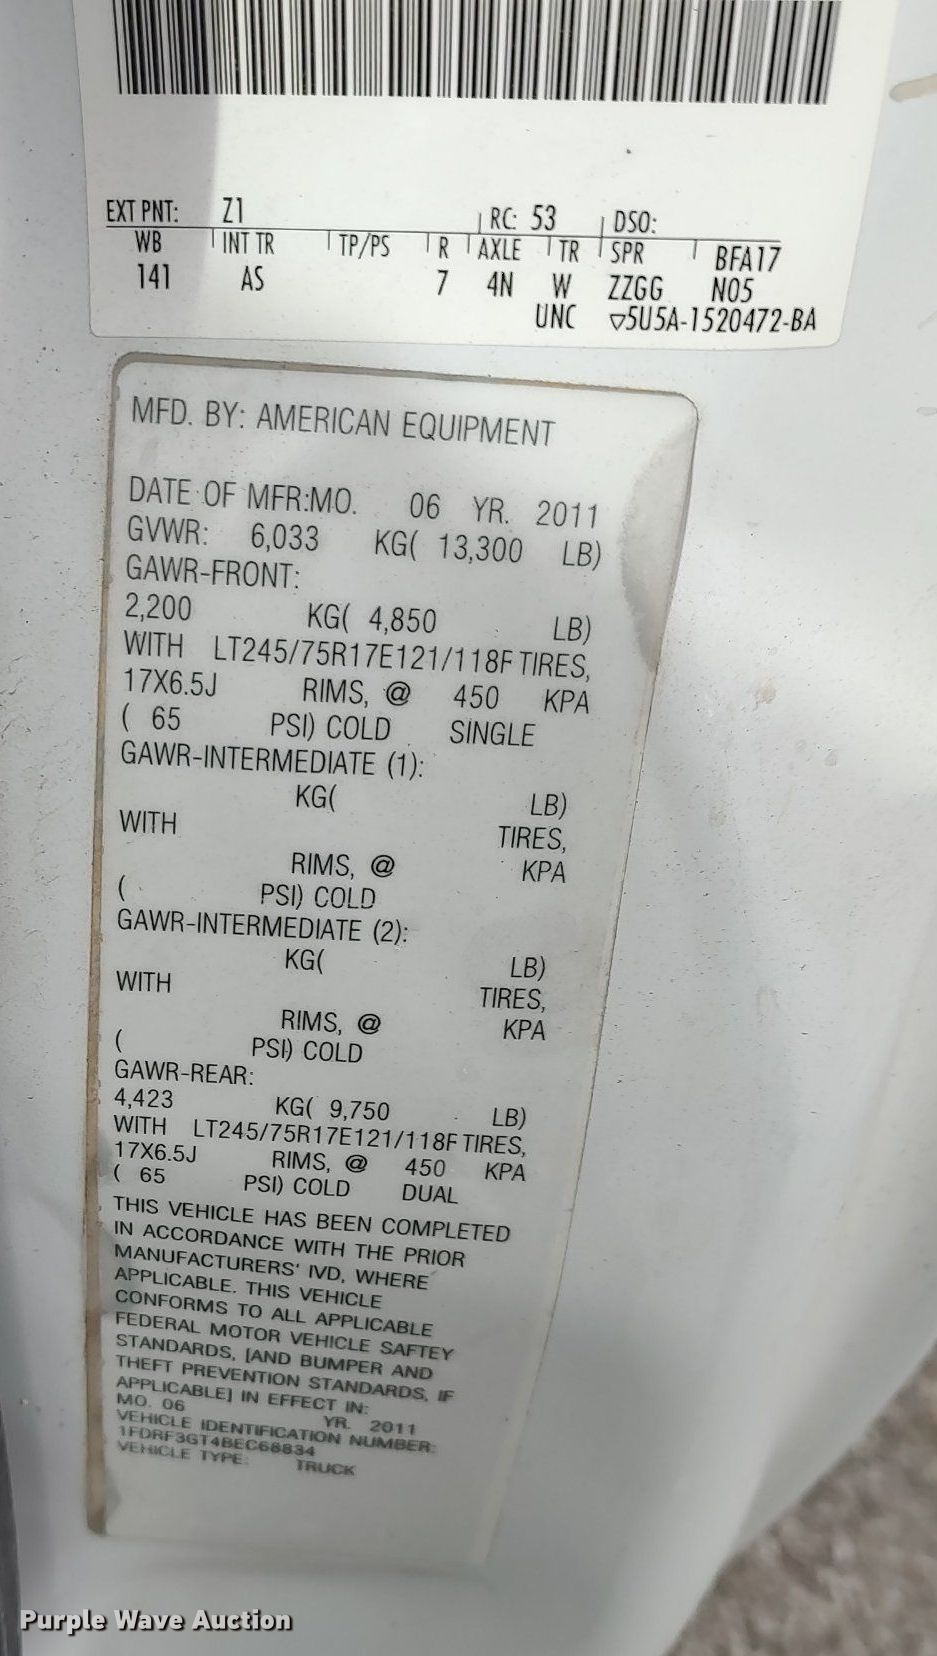 EXT PNT: Z1 RC: 53 DSO:
WB INT TR TP/PS R AXLE TR SPR BFA17
141 AS 7 4N W ZZGG N05
UNC ▽5U5A-1520472-BA
MFD. BY: AMERICAN EQUIPMENT
DATE OF MFR:MO. 06 YR. 2011
GVWR: 6,033 KG( 13,300 LB)
GAWR-FRONT:
2,200 KG( 4,850 LB)
WITH LT245/75R17E121/118F TIRES,
17X6.5J RIMS, @ 450 KPA
( 65 PSI) COLD SINGLE
GAWR-INTERMEDIATE (1):
KG( LB)
WITH TIRES,
RIMS, @ KPA
( PSI) COLD
GAWR-INTERMEDIATE (2):
KG( LB)
WITH TIRES,
RIMS, @ KPA
( PSI) COLD
GAWR-REAR:
4,423 KG( 9,750 LB)
WITH LT245/75R17E121/118F TIRES,
17X6.5J RIMS, @ 450 KPA
( 65 PSI) COLD DUAL
THIS VEHICLE HAS BEEN COMPLETED
IN ACCORDANCE WITH THE PRIOR
MANUFACTURERS' IVD, WHERE
APPLICABLE. THIS VEHICLE
CONFORMS TO ALL APPLICABLE
FEDERAL MOTOR VEHICLE SAFTEY
STANDARDS, [AND BUMPER AND
THEFT PREVENTION STANDARDS, IF
APPLICABLE] IN EFFECT IN:
MO. 06 YR. 2011
VEHICLE IDENTIFICATION NUMBER:
1FDRF3GT4BEC68834
VEHICLE TYPE: TRUCK
Purple Wave Auction